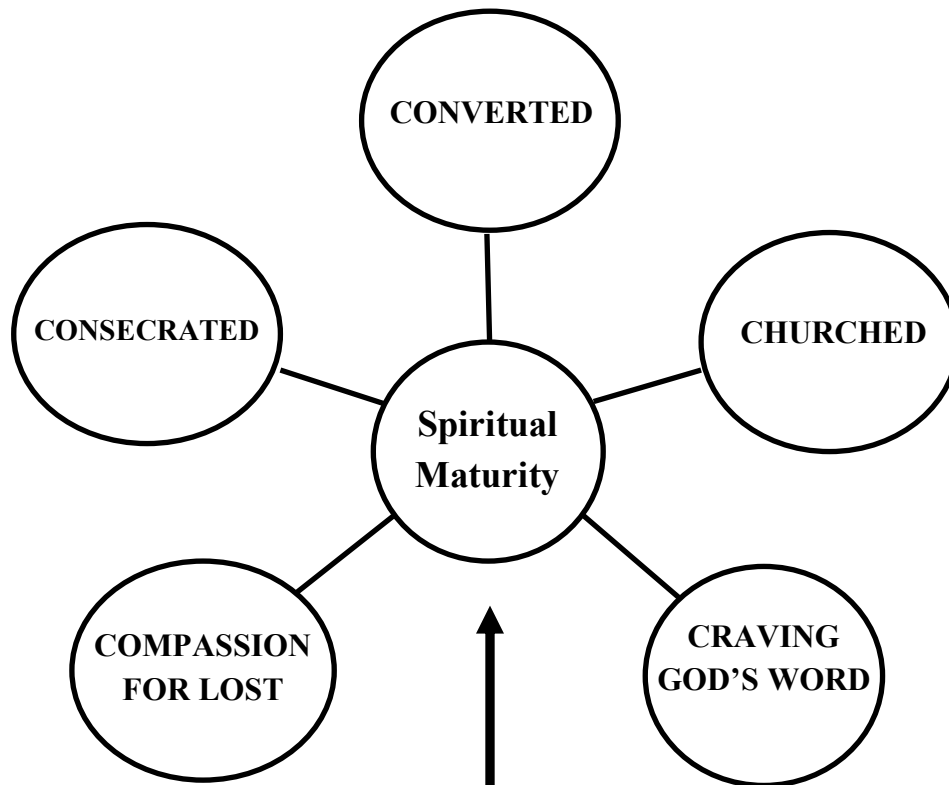 CONVERTED
CONSECRATED
CHURCHED
Spiritual
Maturity
COMPASSION
FOR LOST
CRAVING
GOD’S WORD